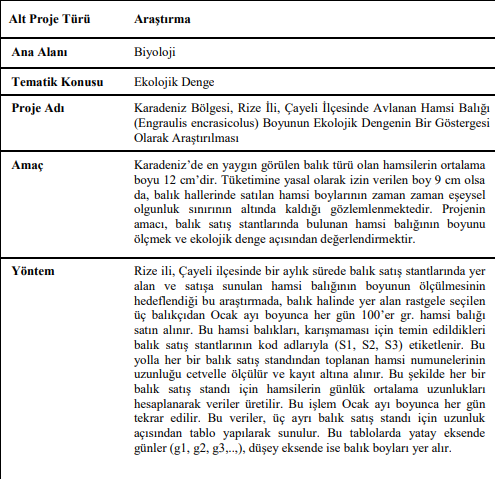 Alt Proje Türü Araştırma
Ana Alanı Biyoloji
Tematik Konusu Ekolojik Denge
Proje Adı Karadeniz Bölgesi, Rize İli, Çayeli İlçesinde Avlanan Hamsi Balığı
(Engraulis encrasicolus) Boyunun Ekolojik Dengenin Bir Göstergesi
Olarak Araştırılması
Amaç Karadeniz’de en yaygın görülen balık türü olan hamsilerin ortalama
boyu 12 cm’dir. Tüketimine yasal olarak izin verilen boy 9 cm olsa
da, balık hallerinde satılan hamsi boylarının zaman zaman eşeysel
olgunluk sınırının altında kaldığı gözlemlenmektedir. Projenin
amacı, balık satış stantlarında bulunan hamsi balığının boyunu
ölçmek ve ekolojik denge açısından değerlendirmektir.
Yöntem Rize ili, Çayeli ilçesinde bir aylık sürede balık satış stantlarında yer
alan ve satışa sunulan hamsi balığının boyunun ölçülmesinin
hedeflendiği bu araştırmada, balık halinde yer alan rastgele seçilen
üç balıkçıdan Ocak ayı boyunca her gün 100’er gr. hamsi balığı
satın alınır. Bu hamsi balıkları, karışmaması için temin edildikleri
balık satış stantlarının kod adlarıyla (S1, S2, S3) etiketlenir. Bu
yolla her bir balık satış standından toplanan hamsi numunelerinin
uzunluğu cetvelle ölçülür ve kayıt altına alınır. Bu şekilde her bir
balık satış standı için hamsilerin günlük ortalama uzunlukları
hesaplanarak veriler üretilir. Bu işlem Ocak ayı boyunca her gün
tekrar edilir. Bu veriler, üç ayrı balık satış standı için uzunluk
açısından tablo yapılarak sunulur. Bu tablolarda yatay eksende
günler (g1, g2, g3,..,), düşey eksende ise balık boyları yer alır.